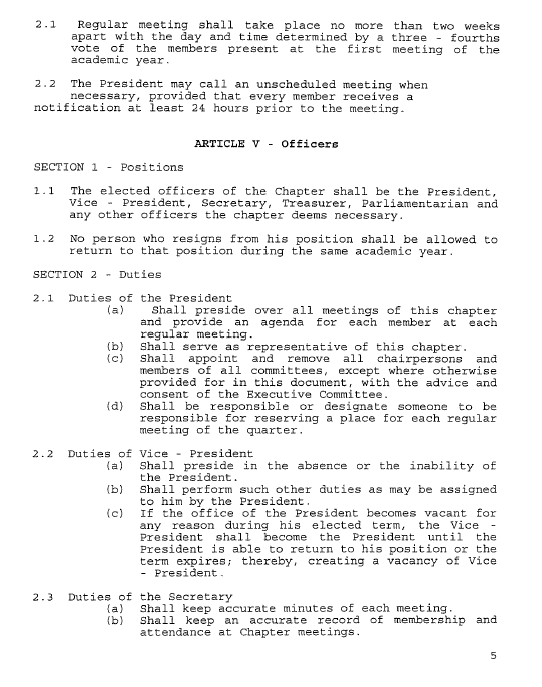 2.1 Regular meeting shall take place no more than two weeks
apart with the day and time determined by a three - fourths
vote of the members present at the first meeting of the
academic year.
2.2 The President may call an unscheduled meeting when
necessary, provided that every member receives a
notification at least 24 hours prior to the meeting.
ARTICLE V - Officers
SECTION 1 - Positions
1.1 The elected officers of the Chapter shall be the President,
Vice - President, Secretary, Treasurer, Parliamentarian and
any other officers the chapter deems necessary.
1.2 No person who resigns from his position shall be allowed to
return to that position during the same academic year.
SECTION 2 - Duties
2.1 Duties of the President
(a) Shall preside over all meetings of this chapter
and provide an agenda for each member at each
regular meeting.
(b) Shall serve as representative of this chapter.
(c) Shall appoint and remove all chairpersons and
members of all committees, except where otherwise
provided for in this document, with the advice and
consent of the Executive Committee.
(d) Shall be responsible or designate someone to be
responsible for reserving a place for each regular
meeting of the quarter.
2.2 Duties of Vice - President
(a) Shall preside in the absence or the inability of
the President.
(b) Shall perform such other duties as may be assigned
to him by the President.
(c) If the office of the President becomes vacant for
any reason during his elected term, the Vice -
President shall become the President until the
President is able to return to his position or the
term expires; thereby, creating a vacancy of Vice
- President.
2.3 Duties of the Secretary
(a) Shall keep accurate minutes of each meeting.
(b) Shall keep an accurate record of membership and
attendance at Chapter meetings.
5